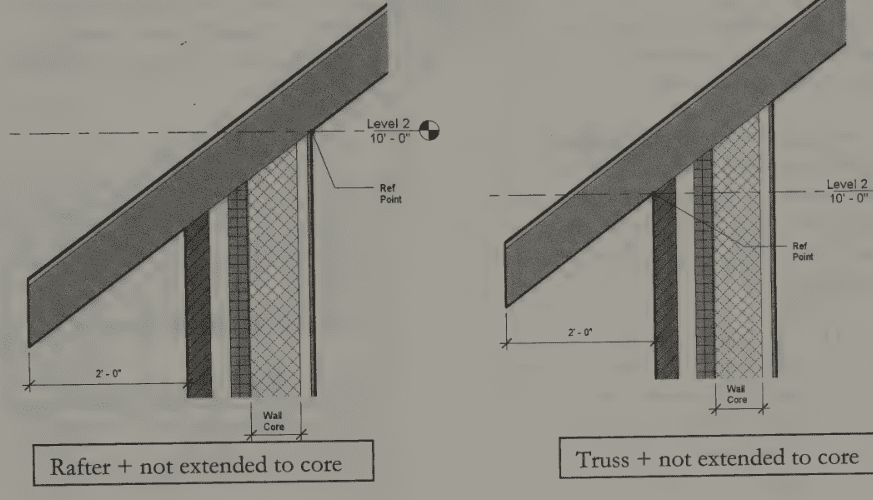 Level 2
10' - 0"
Ref
Point
2' - 0"
Wall
Core
Rafter + not extended to core
Level 2
10' - 0"
Ref
Point
2' - 0"
Wall
Core
Truss + not extended to core